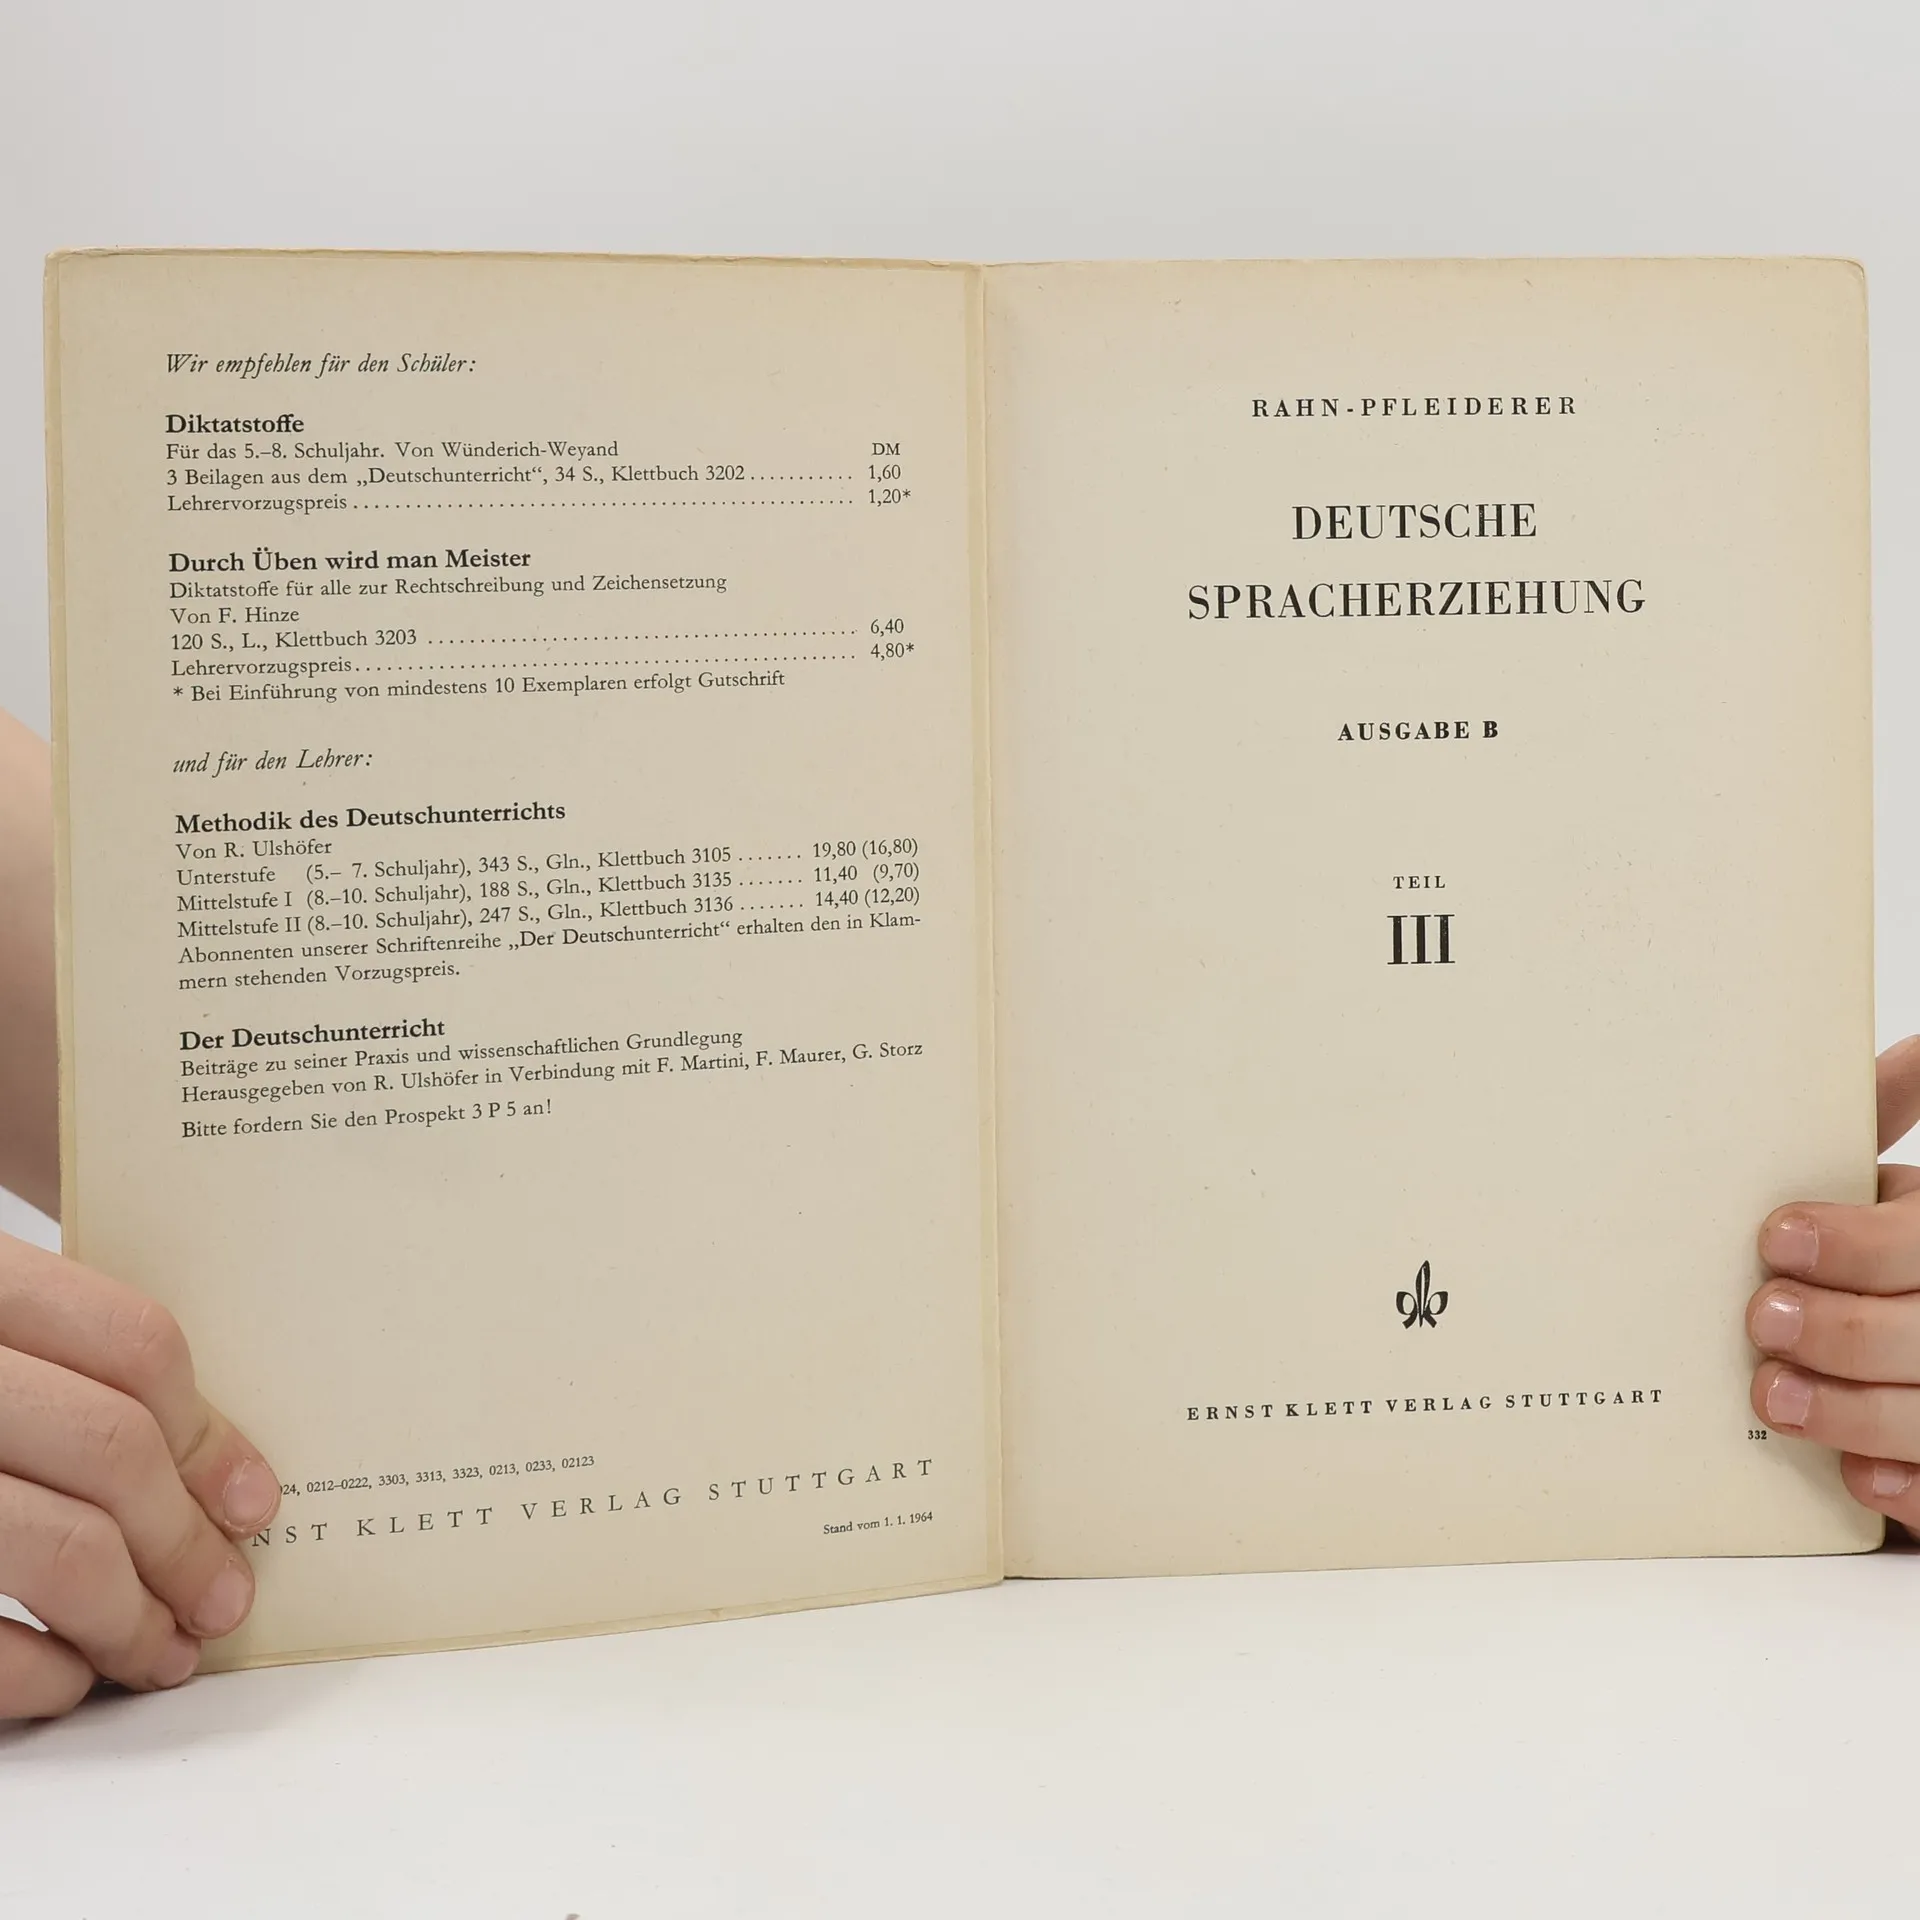 Wir empfehlen für den Schüler:
Diktatstoffe
Für das 5.–8. Schuljahr. Von Wünderich-Weyand DM
3 Beilagen aus dem „Deutschunterricht“, 34 S., Klettbuch 3202 ........... 1,60
Lehrervorzugspreis ................................................ 1,20*
Durch Üben wird man Meister
Diktatstoffe für alle zur Rechtschreibung und Zeichensetzung
Von F. Hinze
120 S., L., Klettbuch 3203 .......................................... 6,40
Lehrervorzugspreis ................................................ 4,80*
* Bei Einführung von mindestens 10 Exemplaren erfolgt Gutschrift
und für den Lehrer:
Methodik des Deutschunterrichts
Von R. Ulshöfer
Unterstufe (5.– 7. Schuljahr), 343 S., Gln., Klettbuch 3105 ....... 19,80 (16,80)
Mittelstufe I (8.–10. Schuljahr), 188 S., Gln., Klettbuch 3135 ....... 11,40 (9,70)
Mittelstufe II (8.–10. Schuljahr), 247 S., Gln., Klettbuch 3136 ....... 14,40 (12,20)
Abonnenten unserer Schriftenreihe „Der Deutschunterricht“ erhalten den in Klam-
mern stehenden Vorzugspreis.
Der Deutschunterricht
Beiträge zu seiner Praxis und wissenschaftlichen Grundlegung
Herausgegeben von R. Ulshöfer in Verbindung mit F. Martini, F. Maurer, G. Storz
Bitte fordern Sie den Prospekt 3 P 5 an!
24, 0212–0222, 3303, 3313, 3323, 0213, 0233, 02123
NST KLETT VERLAG STUTTGART
Stand vom 1. 1. 1964
RAHN-PFLEIDERER
DEUTSCHE
SPRACHERZIEHUNG
AUSGABE B
TEIL
III
ERNST KLETT VERLAG STUTTGART
332